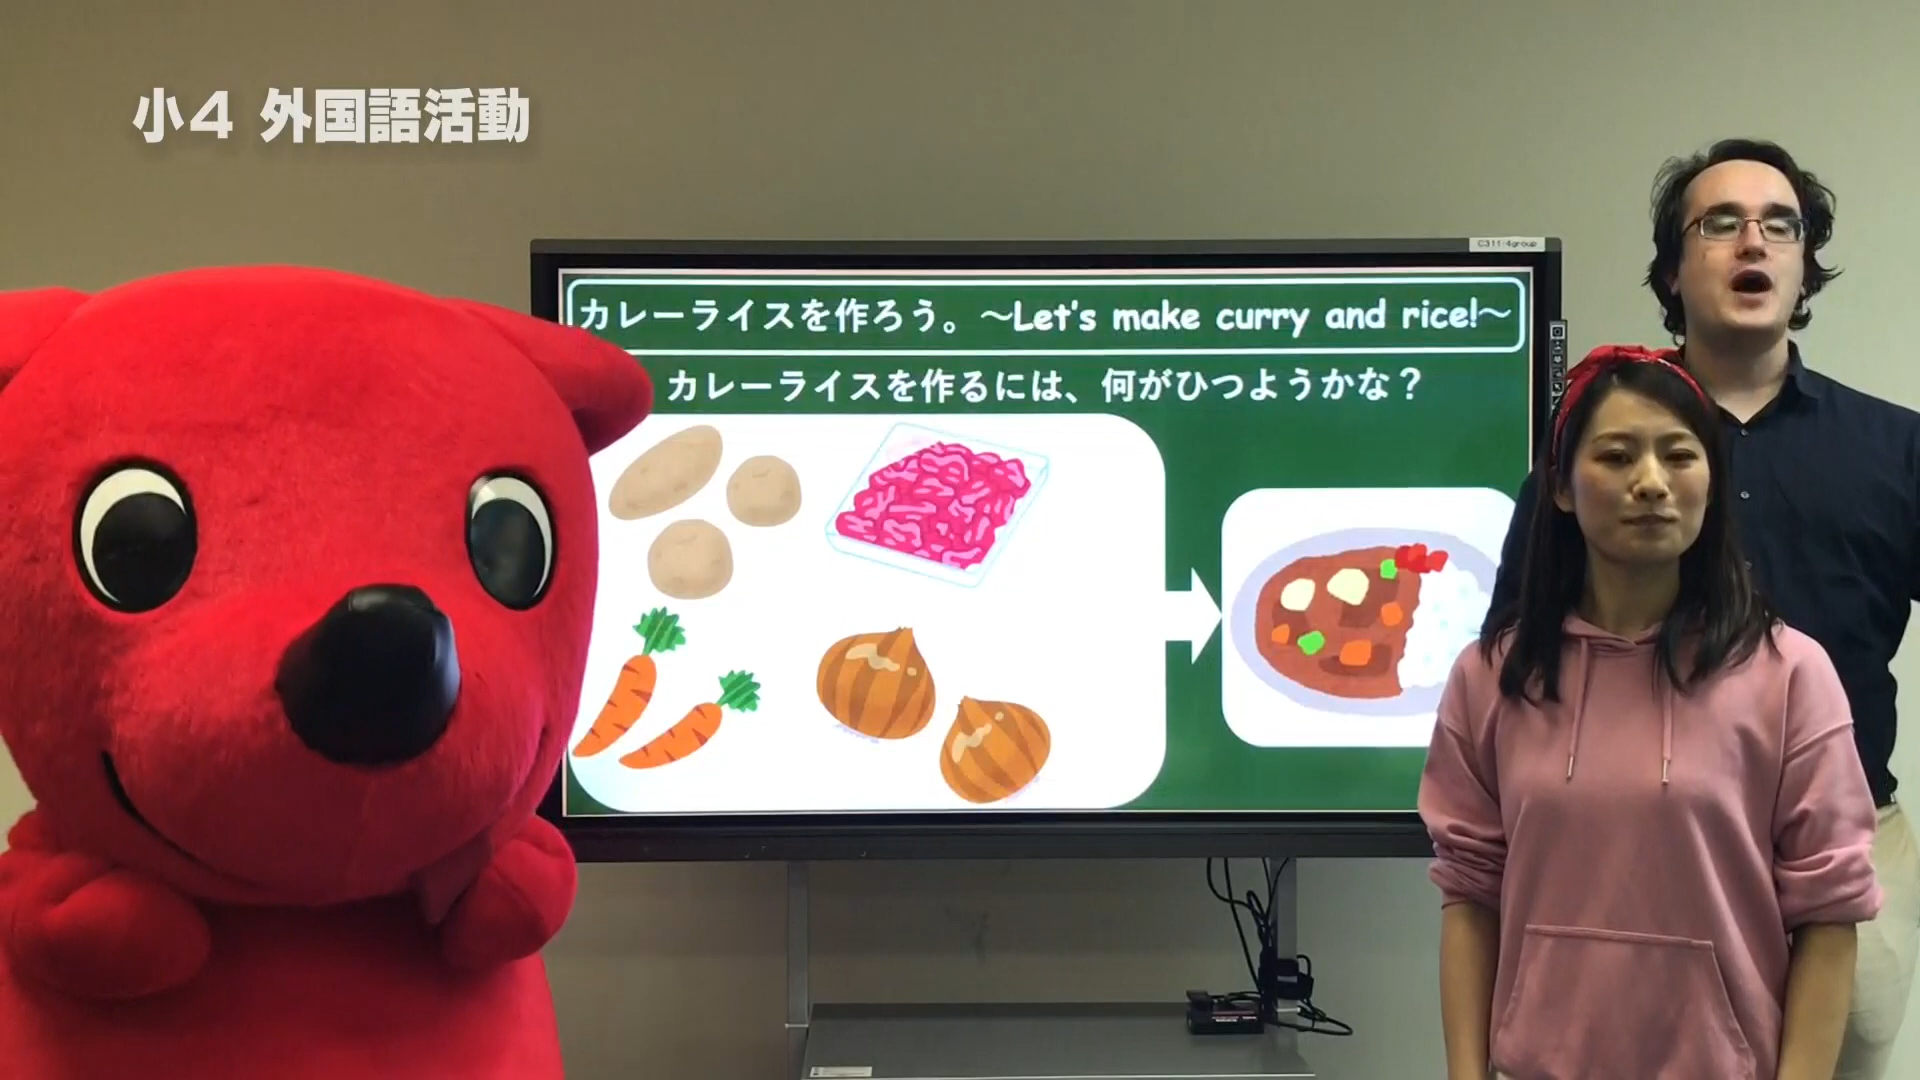 小4 外国語活動
C311-4group
カレーライスを作ろう。～Let's make curry and rice!～
カレーライスを作るには、何がひつようかな？